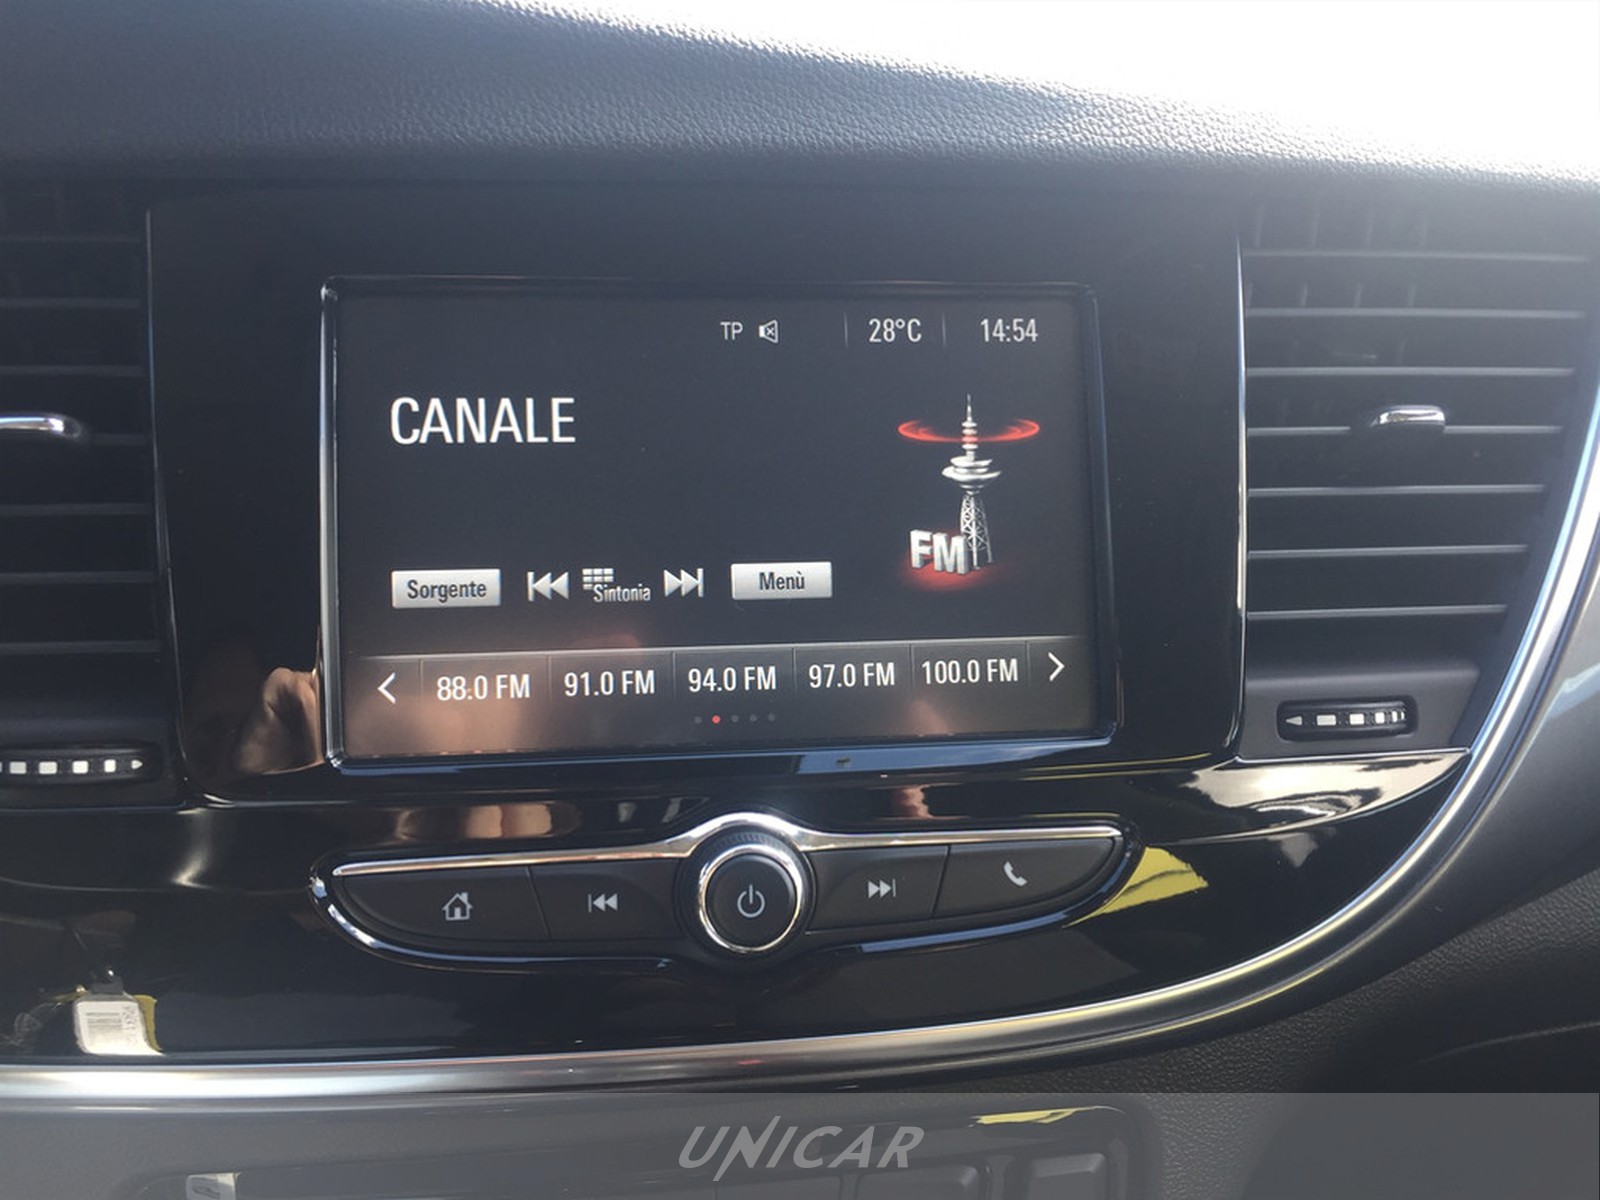 TP 28°C 14:54
CANALE
FM
Sorgente Sintonia Menù
88.0 FM 91.0 FM 94.0 FM 97.0 FM 100.0 FM
UNICAR